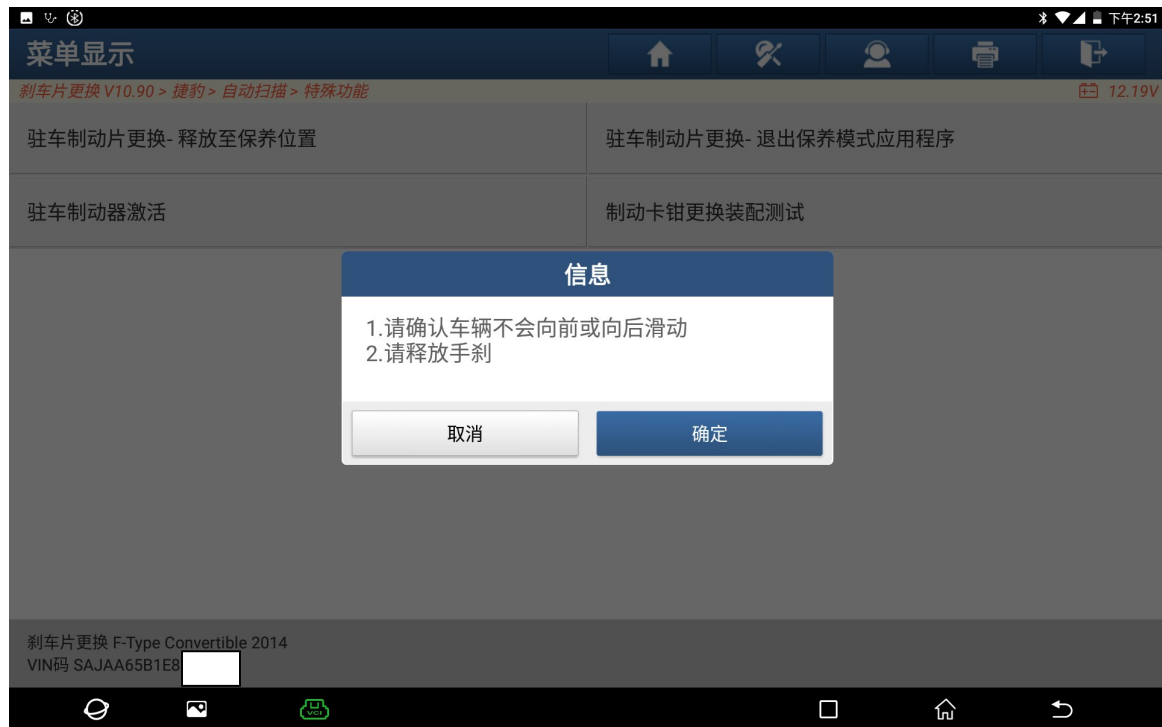 下午2:51
菜单显示
刹车片更换 V10.90 > 捷豹 > 自动扫描 > 特殊功能
12.19V
驻车制动片更换- 释放至保养位置
驻车制动片更换- 退出保养模式应用程序
驻车制动器激活
制动卡钳更换装配测试
信息
1.请确认车辆不会向前或向后滑动
2.请释放手刹
取消
确定
刹车片更换 F-Type Convertible 2014
VIN码 SAJAA65B1E8
VCI